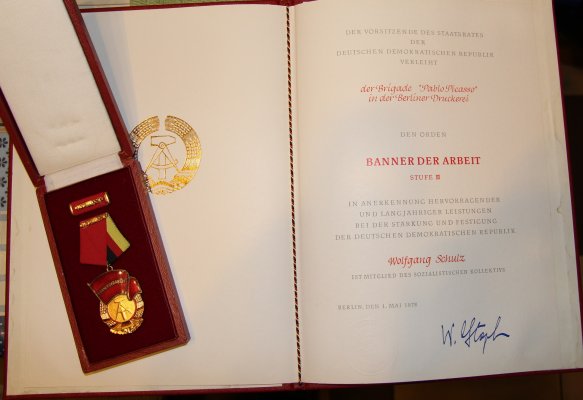 DER VORSITZENDE DES STAATSRATES
DER
DEUTSCHEN DEMOKRATISCHEN REPUBLIK
VERLEIHT
der Brigade "Pablo Picasso"
in der Berliner Druckerei
DEN ORDEN
BANNER DER ARBEIT
STUFE III
IN ANERKENNUNG HERVORRAGENDER
UND LANGJÄHRIGER LEISTUNGEN
BEI DER STÄRKUNG UND FESTIGUNG
DER DEUTSCHEN DEMOKRATISCHEN REPUBLIK
Wolfgang Schulz
IST MITGLIED DES SOZIALISTISCHEN KOLLEKTIVS
BERLIN, DEN 1. MAI 1978
W. Stoph